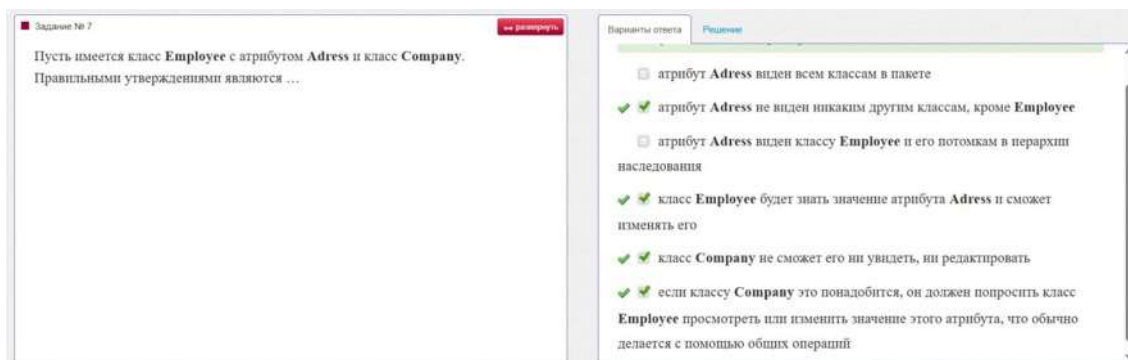 Задание № 7
развернуть
Пусть имеется класс Employee с атрибутом Adress и класс Company.
Правильными утверждениями являются …
Варианты ответа
Решение
атрибут Adress виден всем классам в пакете
атрибут Adress не виден никаким другим классам, кроме Employee
атрибут Adress виден классу Employee и его потомкам в иерархии
наследования
класс Employee будет знать значение атрибута Adress и сможет
изменять его
класс Company не сможет его ни увидеть, ни редактировать
если классу Company это понадобится, он должен попросить класс
Employee просмотреть или изменить значение этого атрибута, что обычно
делается с помощью общих операций